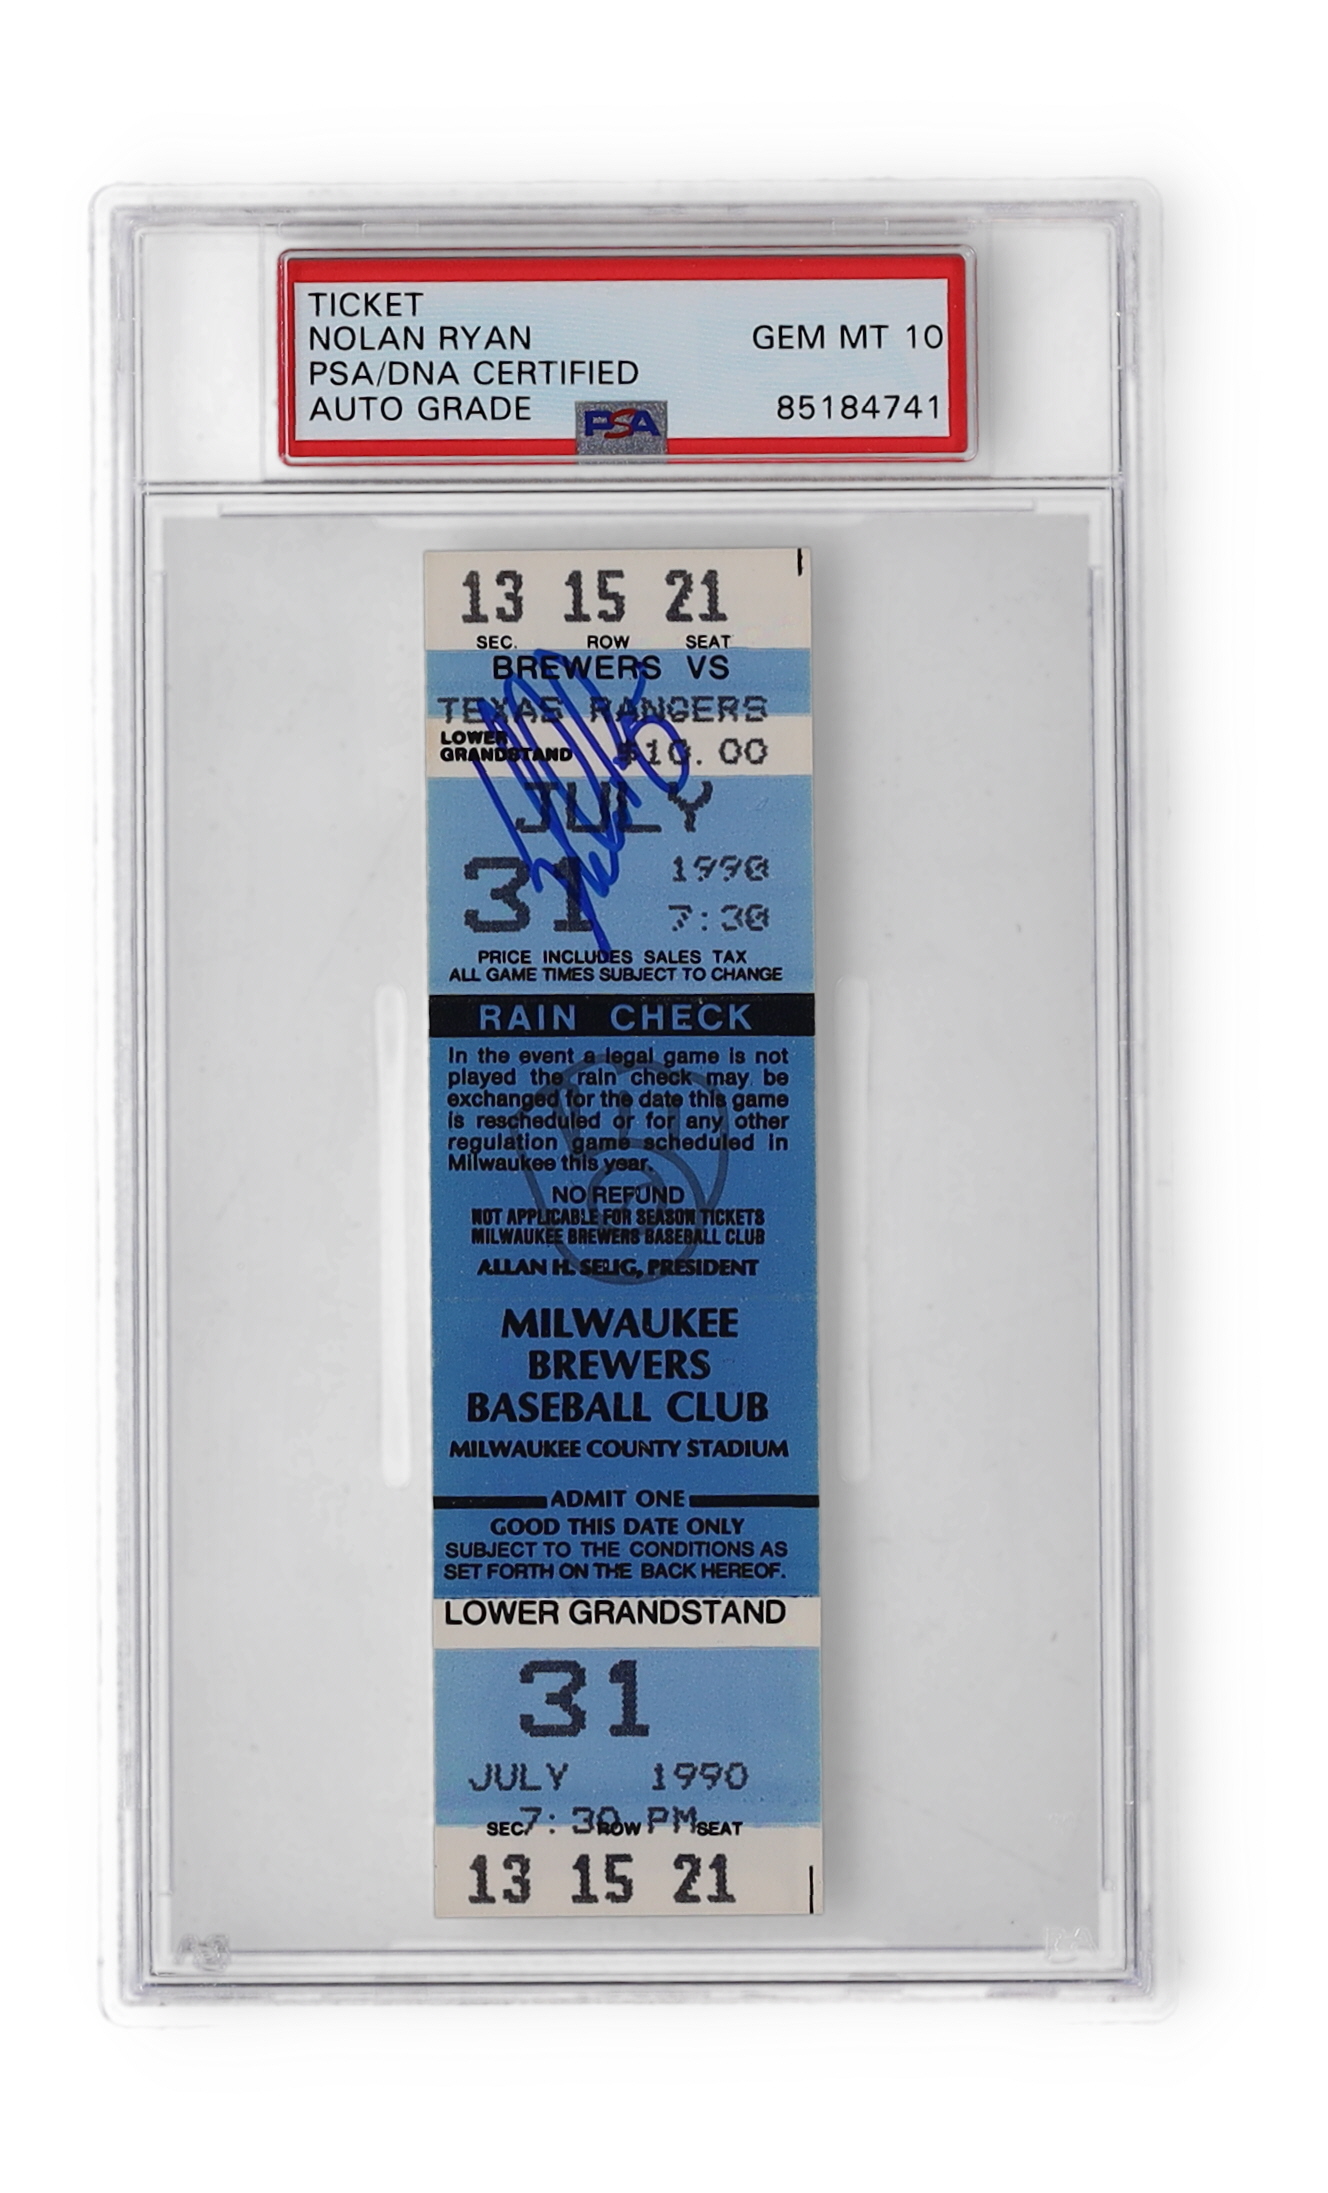 TICKET
NOLAN RYAN GEM MT 10
PSA/DNA CERTIFIED
AUTO GRADE 85184741
PSA
13 15 21
SEC. ROW SEAT
BREWERS VS
TEXAS RANGERS
LOWER
GRANDSTAND $10.00
JULY
31 1990
7:30
PRICE INCLUDES SALES TAX
ALL GAME TIMES SUBJECT TO CHANGE
RAIN CHECK
In the event a legal game is not
played the rain check may be
exchanged for the date this game
is rescheduled or for any other
regulation game scheduled in
Milwaukee this year.
NO REFUND
NOT APPLICABLE FOR SEASON TICKETS
MILWAUKEE BREWERS BASEBALL CLUB
ALLAN H. SELIG, PRESIDENT
MILWAUKEE
BREWERS
BASEBALL CLUB
MILWAUKEE COUNTY STADIUM
ADMIT ONE
GOOD THIS DATE ONLY
SUBJECT TO THE CONDITIONS AS
SET FORTH ON THE BACK HEREOF.
LOWER GRANDSTAND
31
JULY 1990
7:30 PM
SEC. ROW SEAT
13 15 21